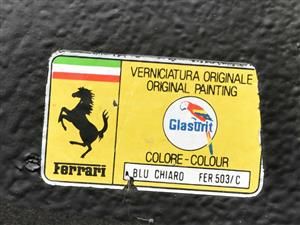 VERNICIATURA ORIGINALE
ORIGINAL PAINTING
Glasurit
COLORE-COLOUR
Ferrari
BLU CHIARO FER 503/C